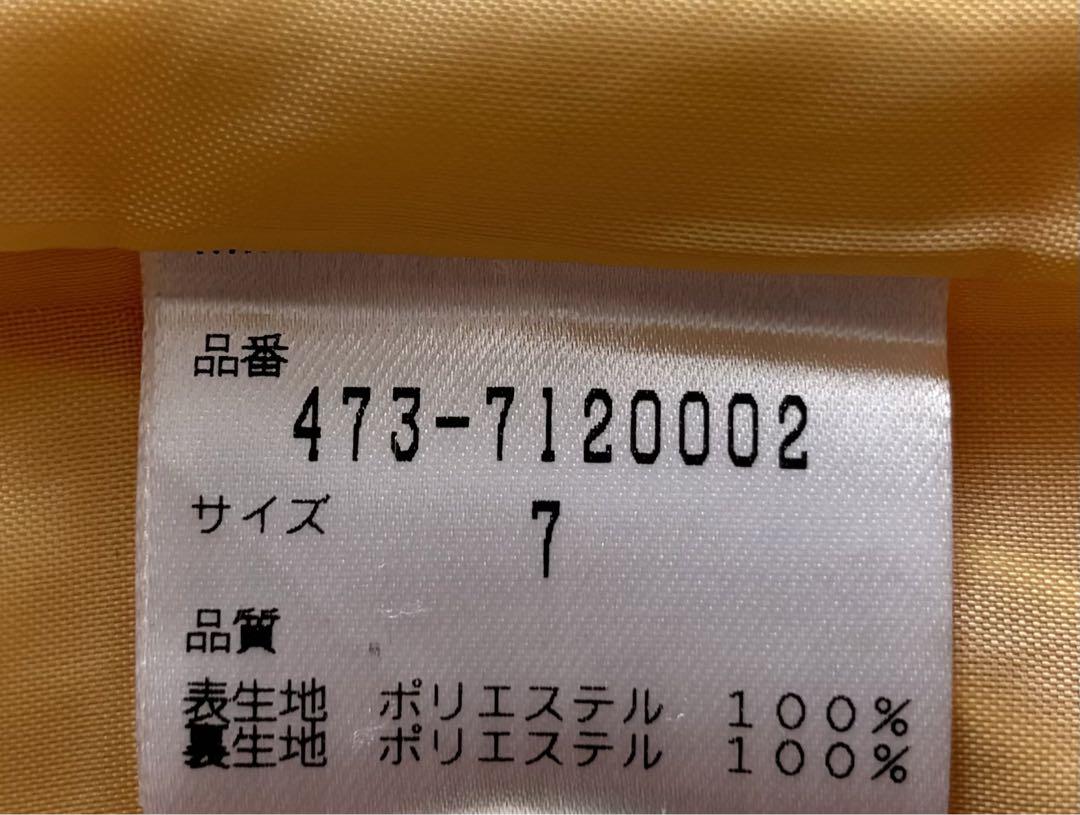 品番
473-7120002
サイズ 7
品質
表生地 ポリエステル 100%
裏生地 ポリエステル 100%